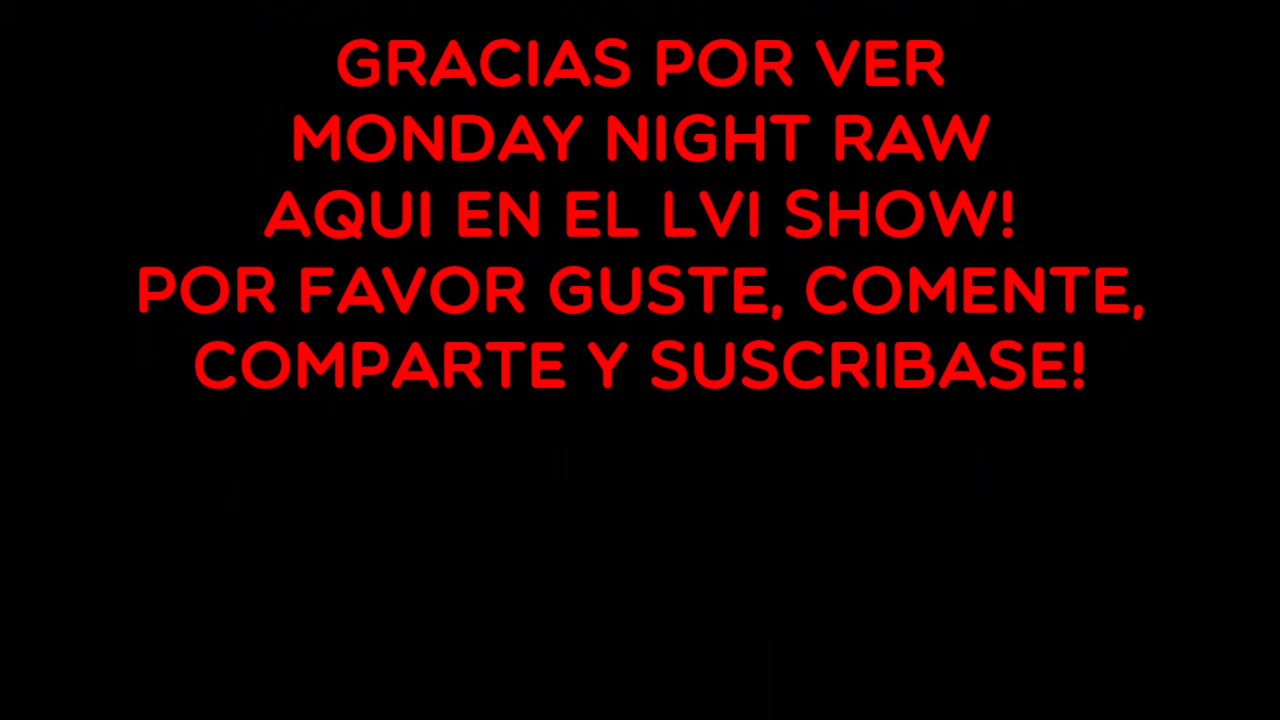 GRACIAS POR VER
MONDAY NIGHT RAW
AQUI EN EL LVI SHOW!
POR FAVOR GUSTE, COMENTE,
COMPARTE Y SUSCRIBASE!